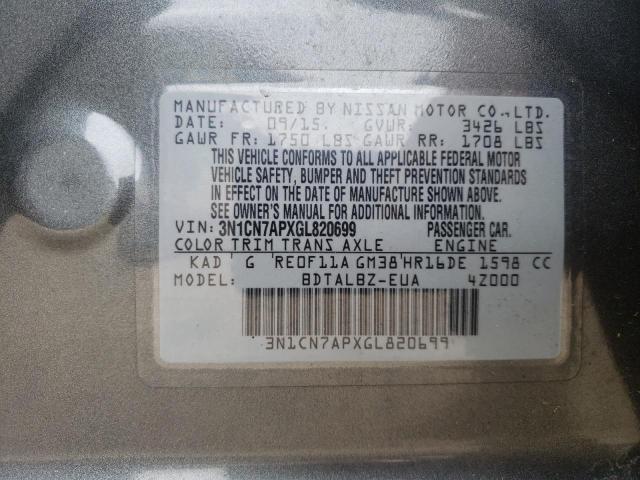 MANUFACTURED BY NISSAN MOTOR CO.,LTD.
DATE: 09/15. GVWR: 3426 LBS
GAWR FR: 1750 LBS GAWR RR: 1708 LBS
THIS VEHICLE CONFORMS TO ALL APPLICABLE FEDERAL MOTOR
VEHICLE SAFETY, BUMPER AND THEFT PREVENTION STANDARDS
IN EFFECT ON THE DATE OF MANUFACTURE SHOWN ABOVE.
SEE OWNER'S MANUAL FOR ADDITIONAL INFORMATION.
VIN: 3N1CN7APXGL820699 PASSENGER CAR.
COLOR TRIM TRANS AXLE ENGINE
KAD G RE0F11A GM38 HR16DE 1598 CC
MODEL: BDTALBZ-EUA 4Z000
3N1CN7APXGL820699